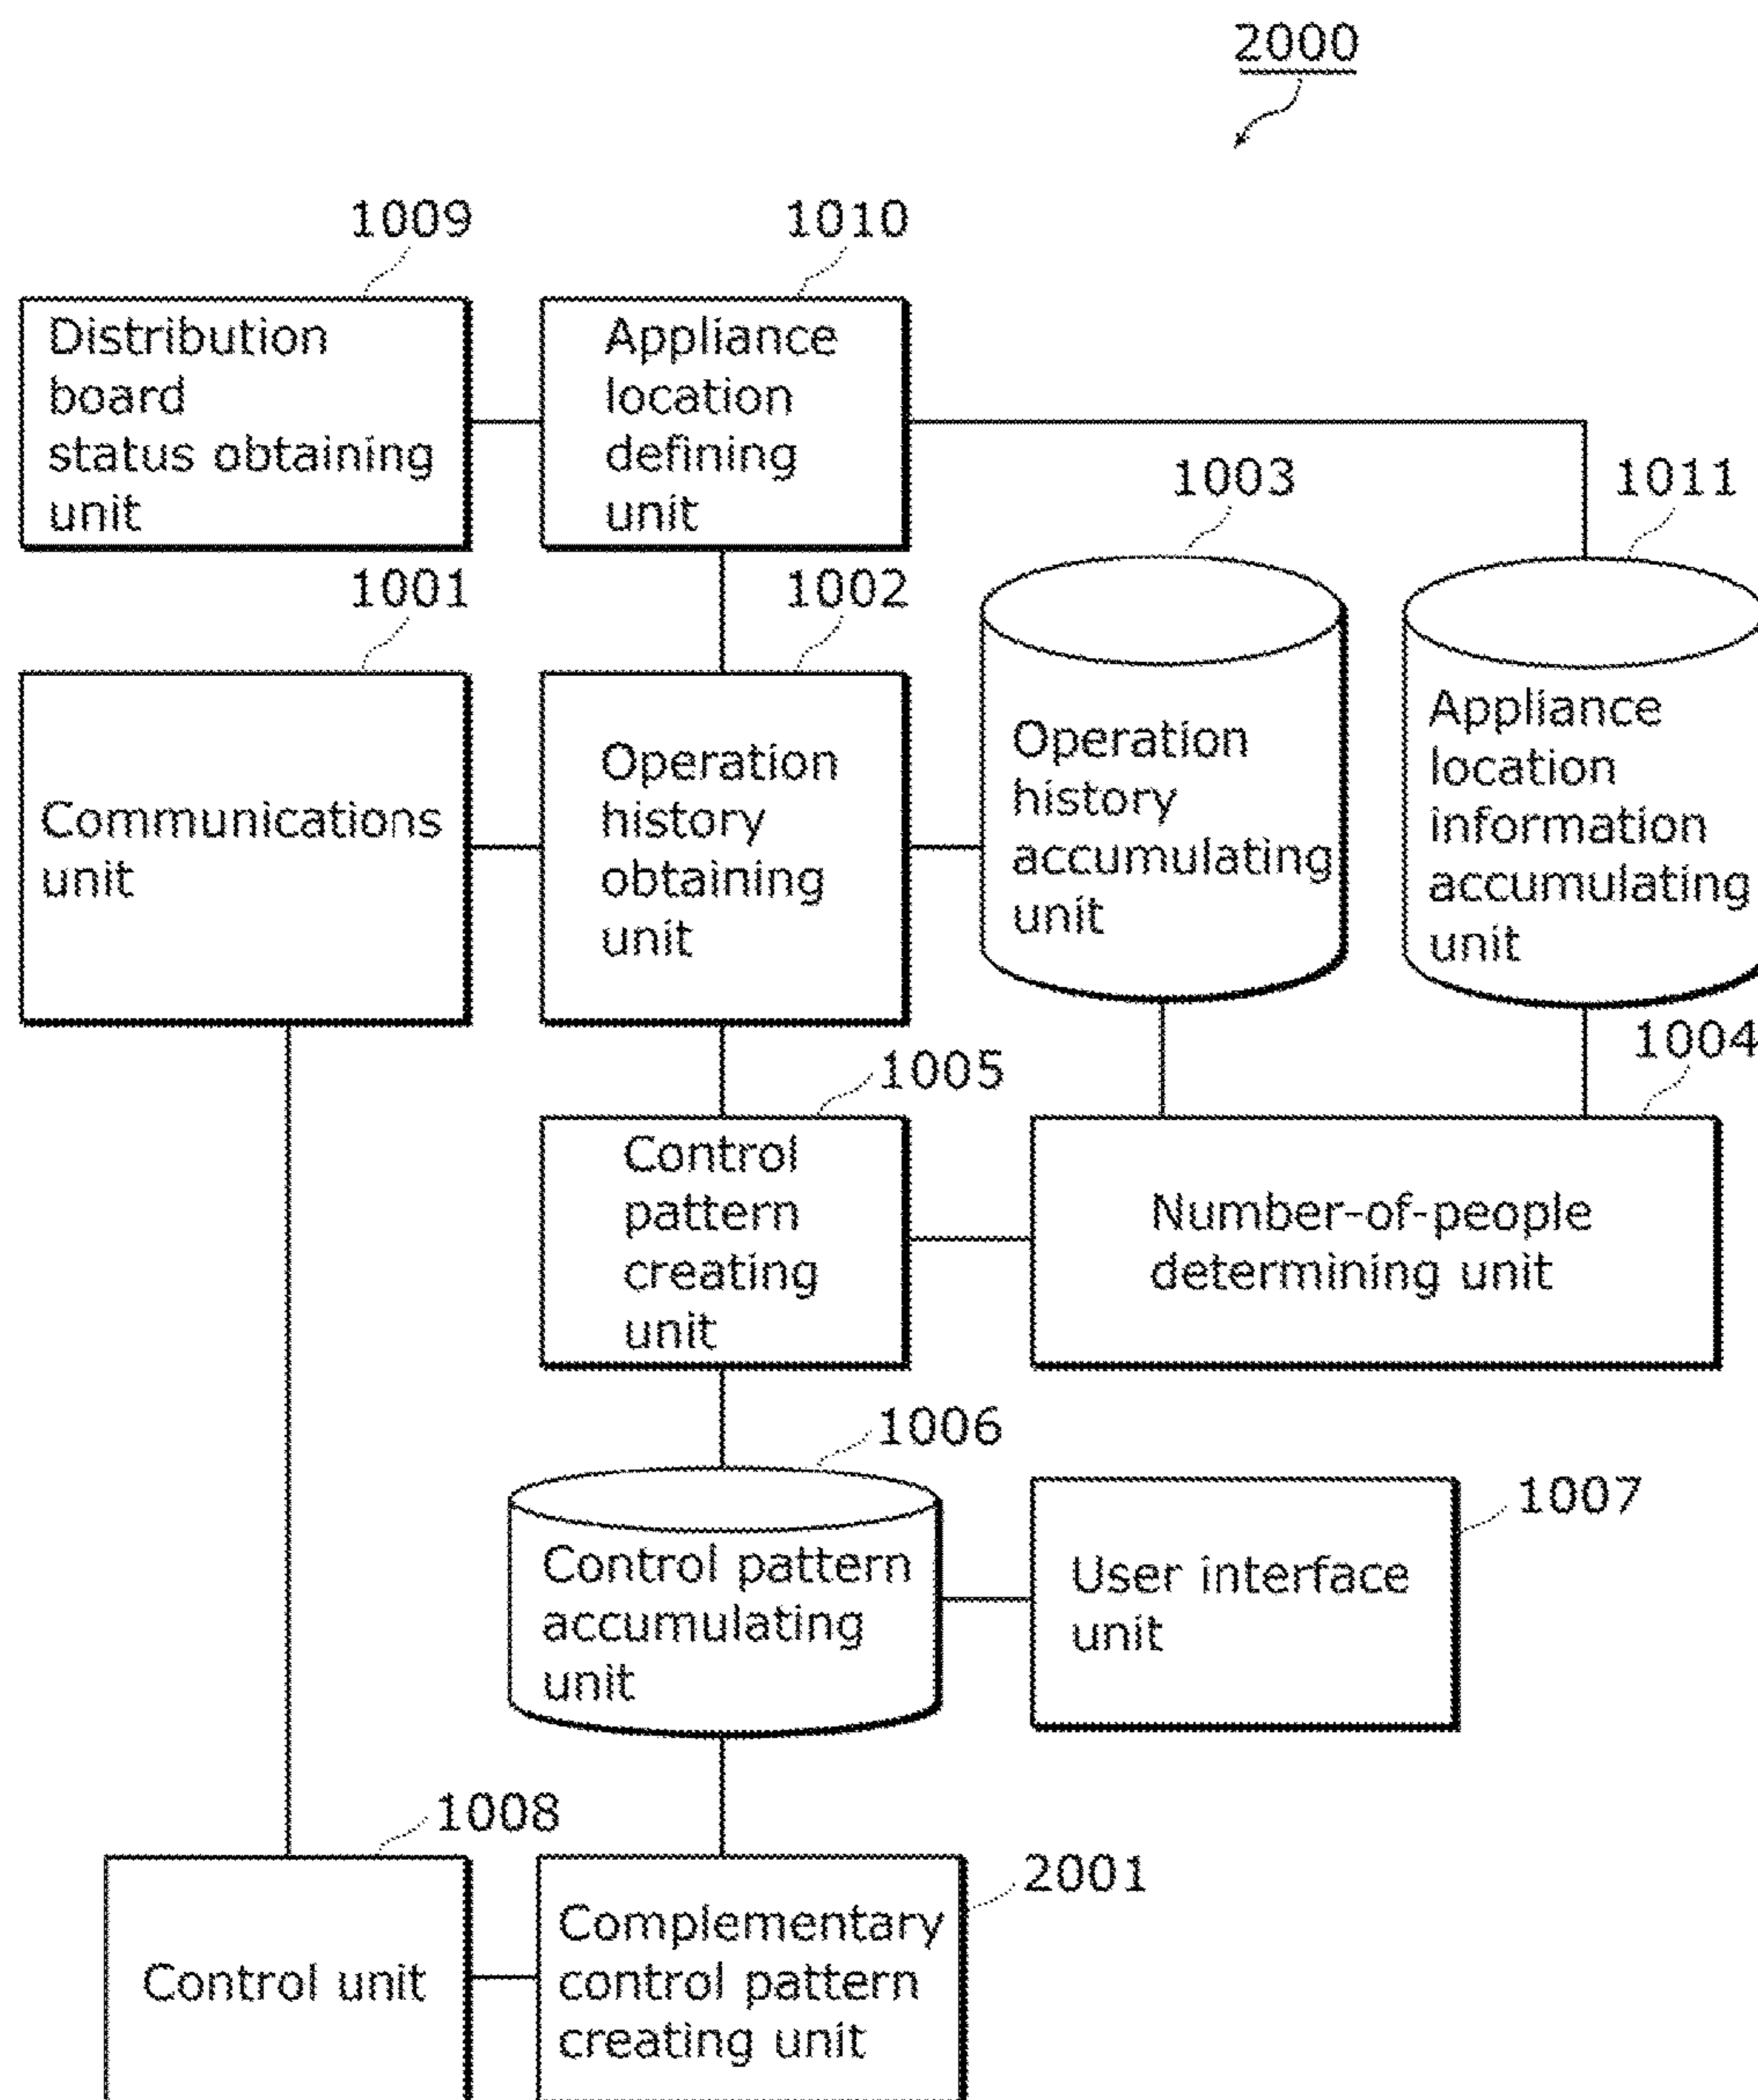 2000
1009
Distribution
board
status obtaining
unit
1010
Appliance
location
defining
unit
1003
1011
1001
Communications
unit
1002
Operation
history
obtaining
unit
Operation
history
accumulating
unit
Appliance
location
information
accumulating
unit
1005
Control
pattern
creating
unit
1004
Number-of-people
determining unit
1006
Control pattern
accumulating
unit
1007
User interface
unit
1008
Control unit
2001
Complementary
control pattern
creating unit